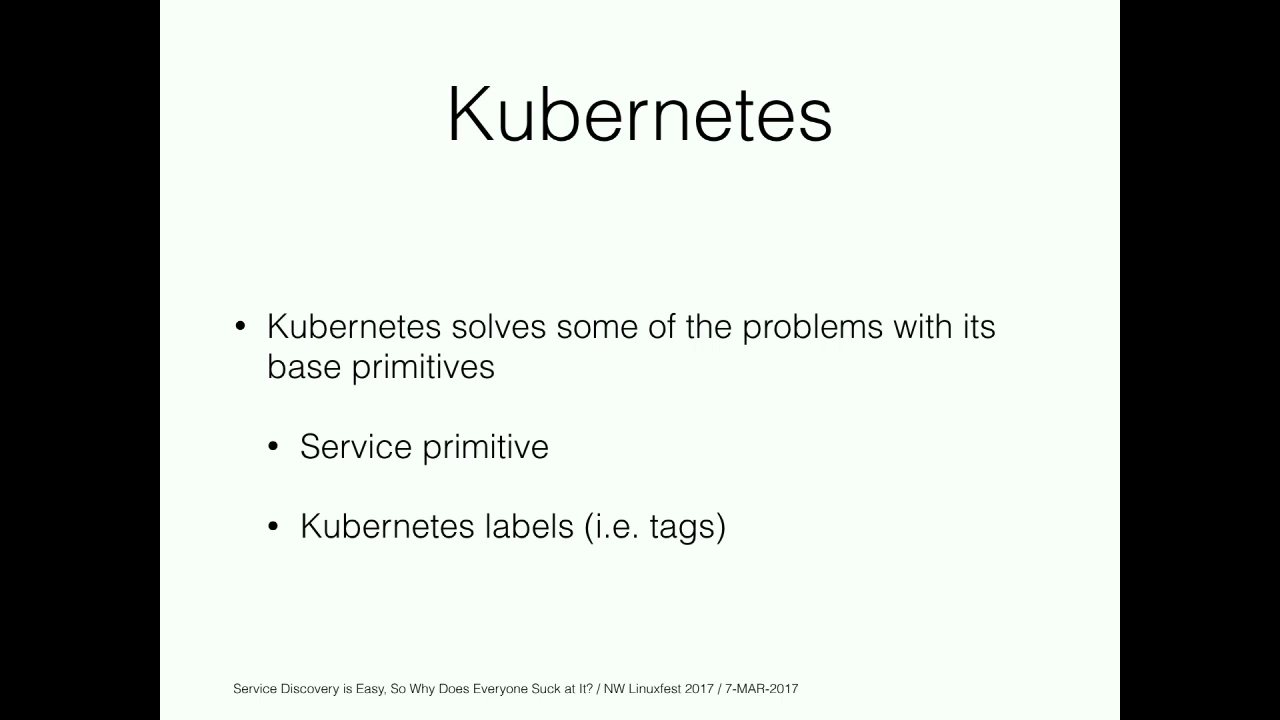 Kubernetes
• Kubernetes solves some of the problems with its
base primitives
• Service primitive
• Kubernetes labels (i.e. tags)
Service Discovery is Easy, So Why Does Everyone Suck at It? / NW Linuxfest 2017 / 7-MAR-2017